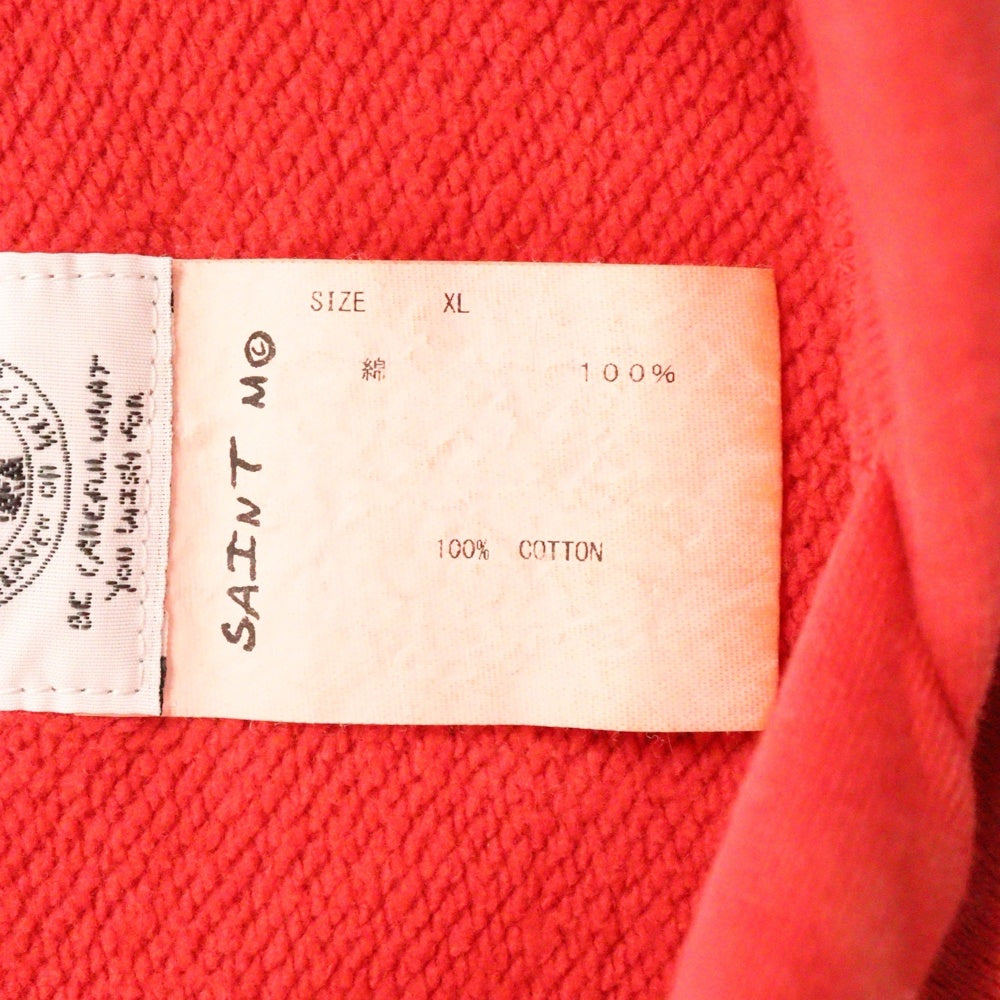 SIZE XL
綿 100%
100% COTTON
SAINT M©
BE CAREFUL WHAT
YOU WISH FOR